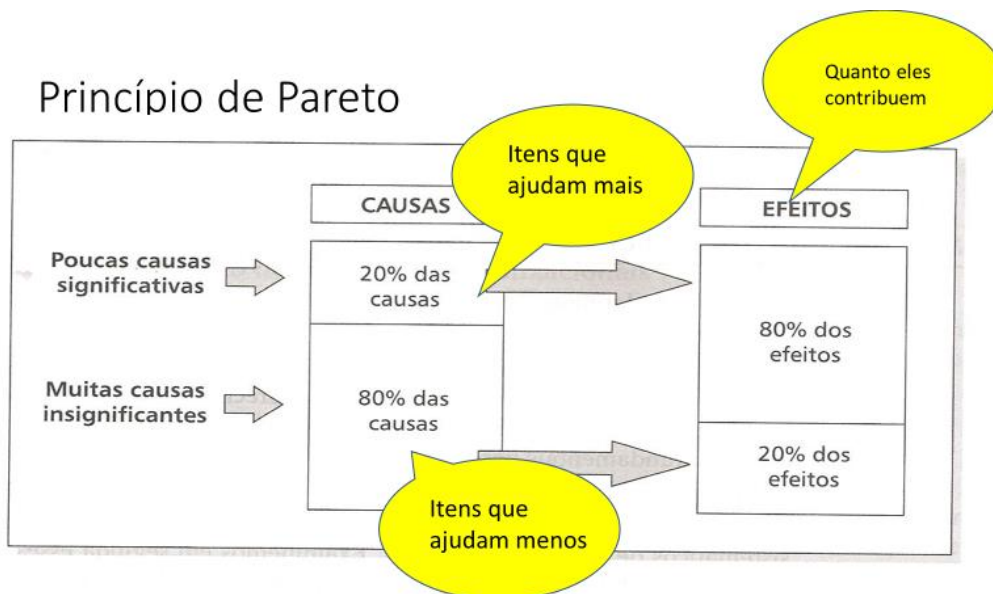 Princípio de Pareto
Quanto eles
contribuem
Itens que
ajudam mais
CAUSAS
EFEITOS
Poucas causas
significativas
20% das
causas
80% dos
efeitos
Muitas causas
insignificantes
80% das
causas
20% dos
efeitos
Itens que
ajudam menos